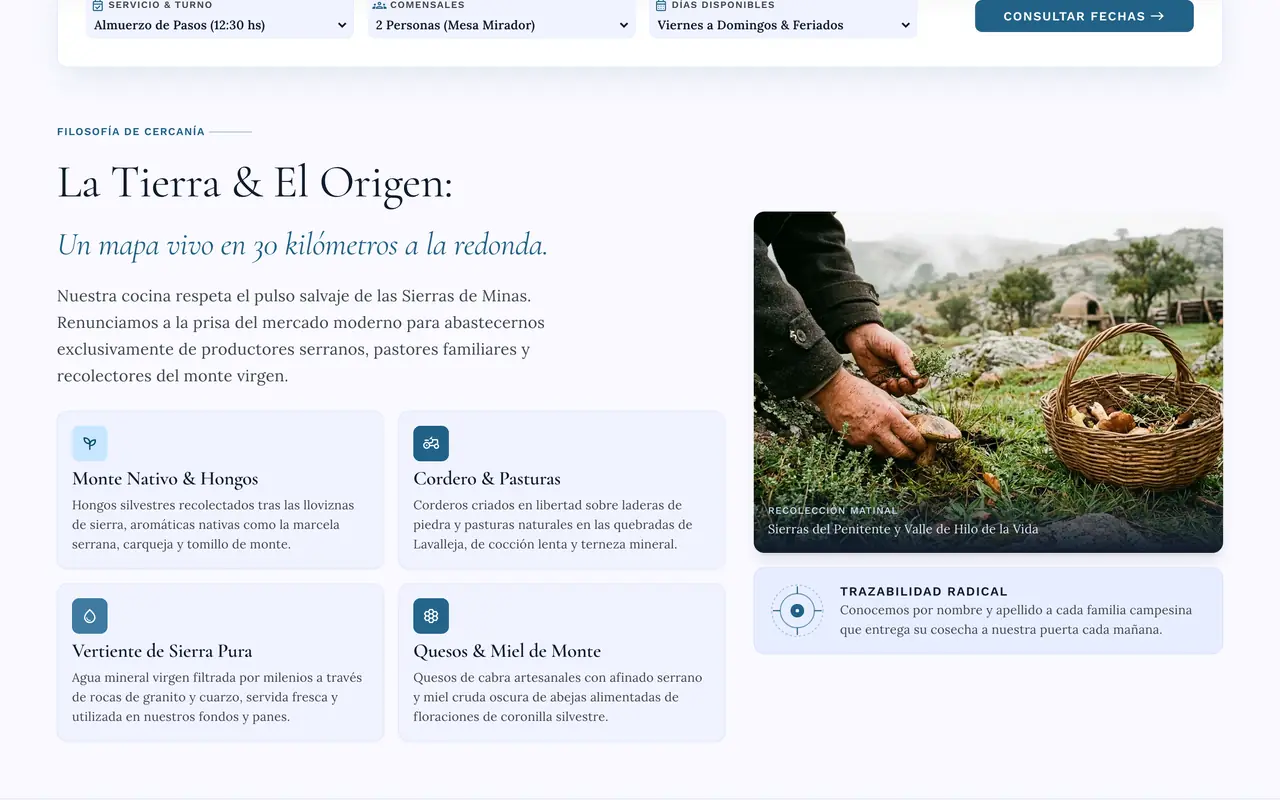 SERVICIO & TURNO
Almuerzo de Pasos (12:30 hs)
COMENSALES
2 Personas (Mesa Mirador)
DÍAS DISPONIBLES
Viernes a Domingos & Feriados
CONSULTAR FECHAS →
FILOSOFÍA DE CERCANÍA
La Tierra & El Origen:
Un mapa vivo en 30 kilómetros a la redonda.
Nuestra cocina respeta el pulso salvaje de las Sierras de Minas.
Renunciamos a la prisa del mercado moderno para abastecernos
exclusivamente de productores serranos, pastores familiares y
recolectores del monte virgen.
Monte Nativo & Hongos
Hongos silvestres recolectados tras las lloviznas
de sierra, aromáticas nativas como la marcela
serrana, carqueja y tomillo de monte.
Cordero & Pasturas
Corderos criados en libertad sobre laderas de
piedra y pasturas naturales en las quebradas de
Lavalleja, de cocción lenta y terneza mineral.
Vertiente de Sierra Pura
Agua mineral virgen filtrada por milenios a través
de rocas de granito y cuarzo, servida fresca y
utilizada en nuestros fondos y panes.
Quesos & Miel de Monte
Quesos de cabra artesanales con afinado serrano
y miel cruda oscura de abejas alimentadas de
floraciones de coronilla silvestre.
RECOLECCIÓN MATINAL
Sierras del Penitente y Valle de Hilo de la Vida
TRAZABILIDAD RADICAL
Conocemos por nombre y apellido a cada familia campesina
que entrega su cosecha a nuestra puerta cada mañana.